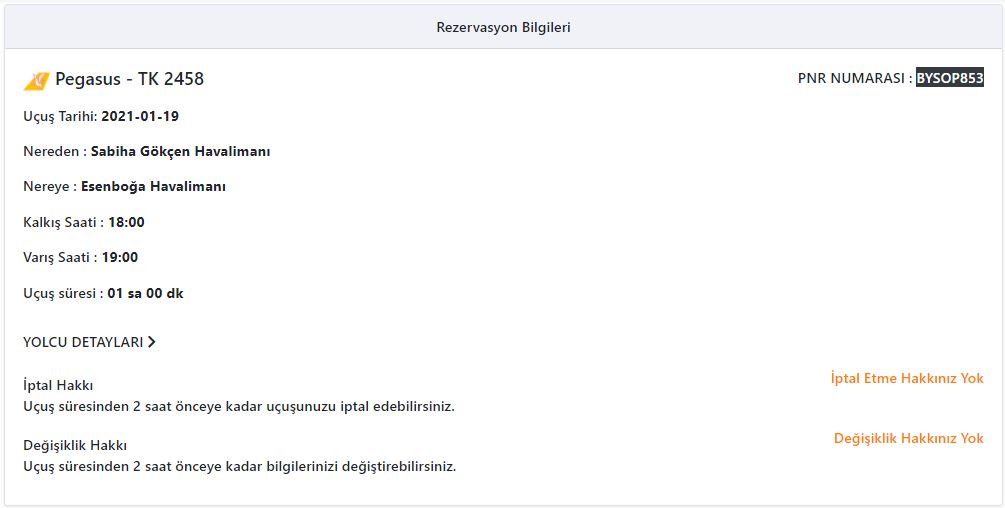 Rezervasyon Bilgileri
Pegasus - TK 2458
PNR NUMARASI : BYSOP853
Uçuş Tarihi: 2021-01-19
Nereden : Sabiha Gökçen Havalimanı
Nereye : Esenboğa Havalimanı
Kalkış Saati : 18:00
Varış Saati : 19:00
Uçuş süresi : 01 sa 00 dk
YOLCU DETAYLARI
İptal Hakkı
İptal Etme Hakkınız Yok
Uçuş süresinden 2 saat önceye kadar uçuşunuzu iptal edebilirsiniz.
Değişiklik Hakkı
Değişiklik Hakkınız Yok
Uçuş süresinden 2 saat önceye kadar bilgilerinizi değiştirebilirsiniz.